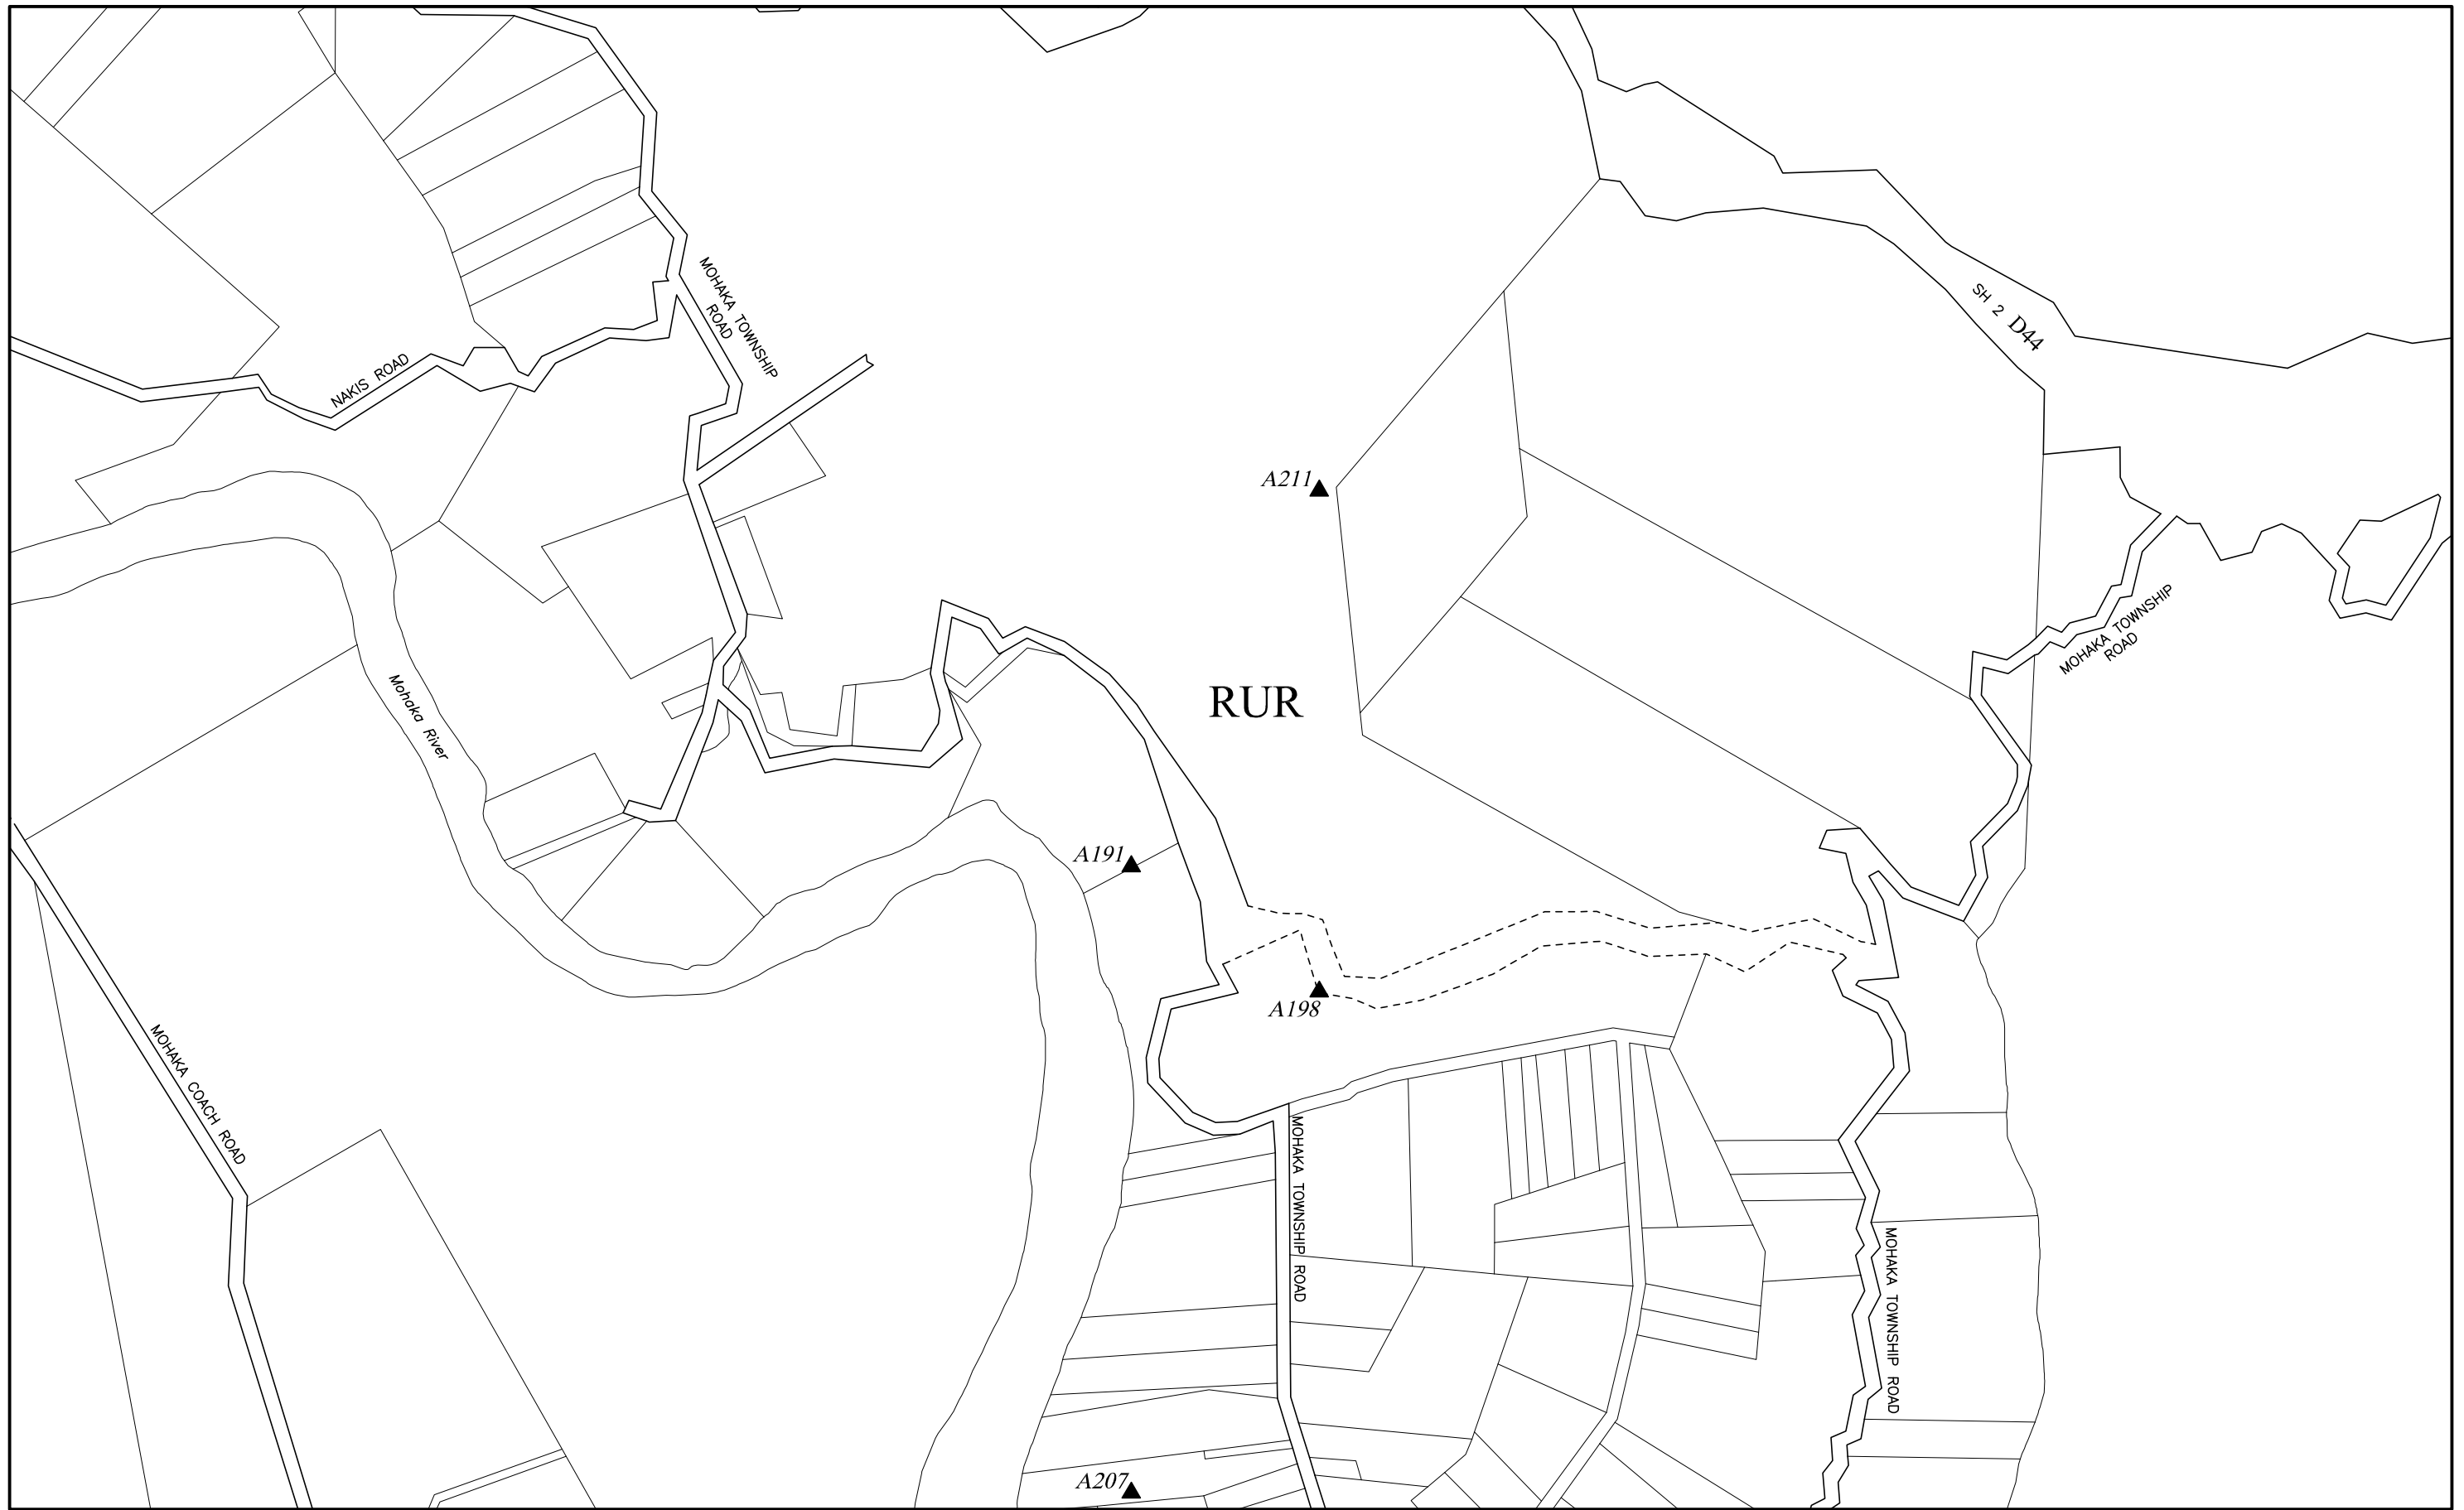 MOHAKA TOWNSHIP
ROAD
SH 2 D44
NAKIS ROAD
A211
MOHAKA TOWNSHIP
ROAD
Mohaka River
RUR
A191
A198
MOHAKA COACH ROAD
MOHAKA TOWNSHIP ROAD
MOHAKA TOWNSHIP ROAD
A207